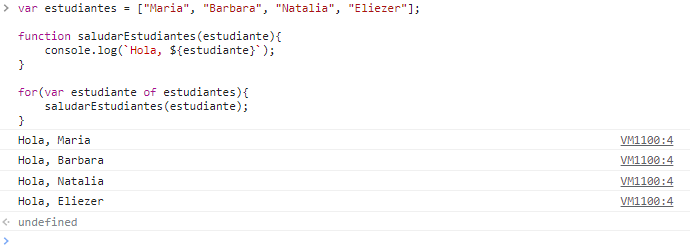 var estudiantes = ["Maria", "Barbara", "Natalia", "Eliezer"];
function saludarEstudiantes(estudiante){
console.log(`Hola, ${estudiante}`);
}
for(var estudiante of estudiantes){
saludarEstudiantes(estudiante);
}
Hola, Maria VM1100:4
Hola, Barbara VM1100:4
Hola, Natalia VM1100:4
Hola, Eliezer VM1100:4
undefined